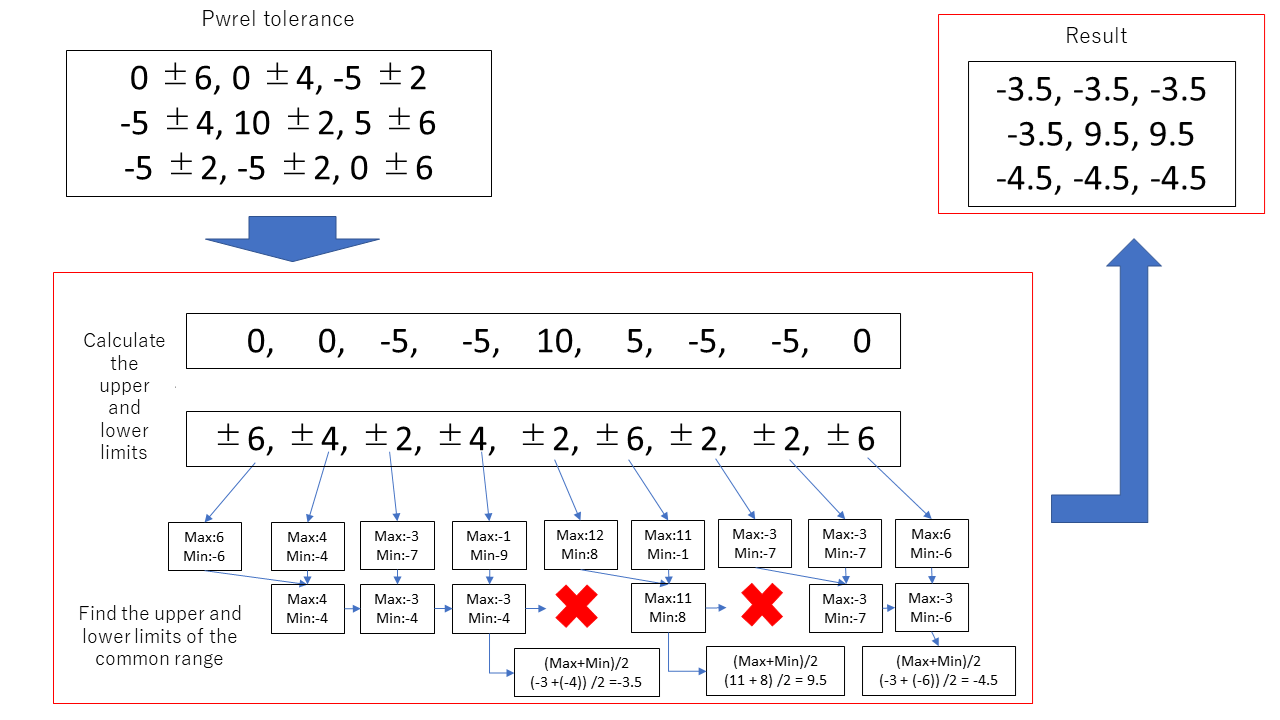 Pwrel tolerance
0 ±6, 0 ±4, -5 ±2
-5 ±4, 10 ±2, 5 ±6
-5 ±2, -5 ±2, 0 ±6
Result
-3.5, -3.5, -3.5
-3.5, 9.5, 9.5
-4.5, -4.5, -4.5
Calculate
the
upper
and
lower
limits
0, 0, -5, -5, 10, 5, -5, -5, 0
±6, ±4, ±2, ±4, ±2, ±6, ±2, ±2, ±6
Max:6
Min:-6
Max:4
Min:-4
Max:-3
Min:-7
Max:-1
Min-9
Max:12
Min:8
Max:11
Min:-1
Max:-3
Min:-7
Max:-3
Min:-7
Max:6
Min:-6
Find the upper and
lower limits of the
common range
Max:4
Min:-4
Max:-3
Min:-4
Max:-3
Min:-4
Max:11
Min:8
Max:-3
Min:-7
Max:-3
Min:-6
(Max+Min)/2
(-3 +(-4)) /2 =-3.5
(Max+Min)/2
(11 + 8) /2 = 9.5
(Max+Min)/2
(-3 + (-6)) /2 = -4.5